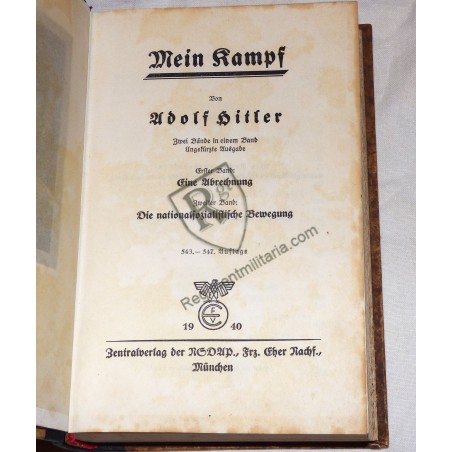 Mein Kampf
Von
Adolf Hitler
Zwei Bände in einem Band
Ungekürzte Ausgabe
Erster Band:
Eine Abrechnung
Zweiter Band:
Die nationalsozialistische Bewegung
543.–547. Auflage
19 40
Zentralverlag der NSDAP., Frz. Eher Nachf.,
München
Regimentmilitaria.com